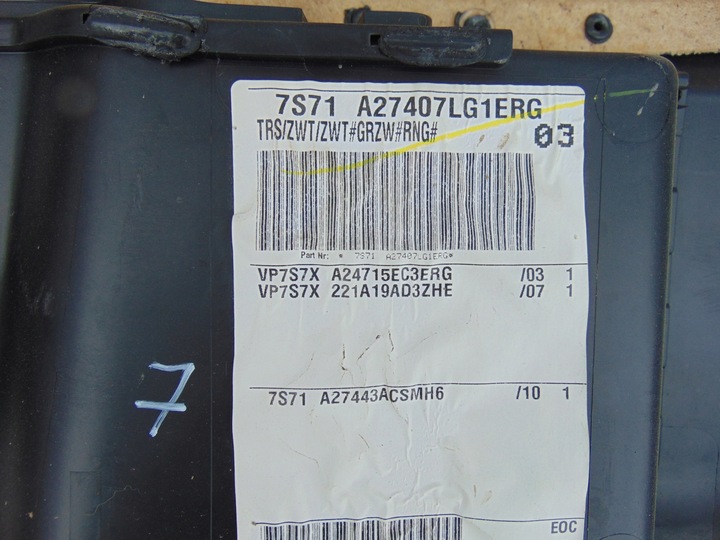 7S71 A27407LG1ERG
TRS/ZWT/ZWT#GRZW#RNG#
03
Part Nr: * 7S71 A27407LG1ERG*
VP7S7X A24715EC3ERG /03 1
VP7S7X 221A19AD3ZHE /07 1
7S71 A27443ACSMH6 /10 1
EOC
7